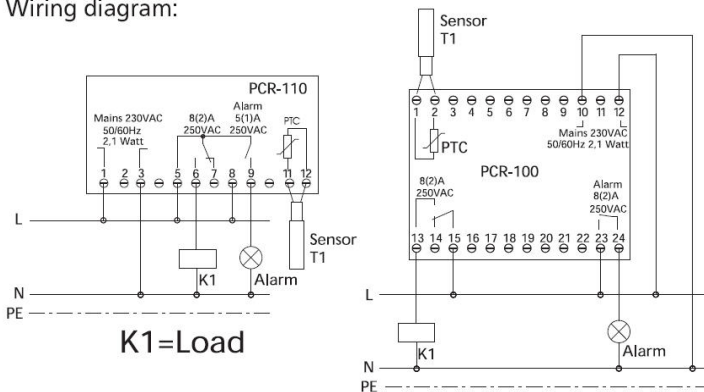 Wiring diagram:
PCR-110
Mains 230VAC
50/60Hz
2,1 Watt
8(2)A
250VAC
Alarm
5(1)A
250VAC
PTC
1 2 3 5 6 7 8 9 11 12
L
K1
Alarm
Sensor
T1
N
PE
K1=Load
Sensor
T1
1 2 3 4 5 6 7 8 9 10 11 12
PTC
Mains 230VAC
50/60Hz 2,1 Watt
PCR-100
8(2)A
250VAC
Alarm
8(2)A
250VAC
13 14 15 16 17 18 19 20 21 22 23 24
L
K1
Alarm
N
PE